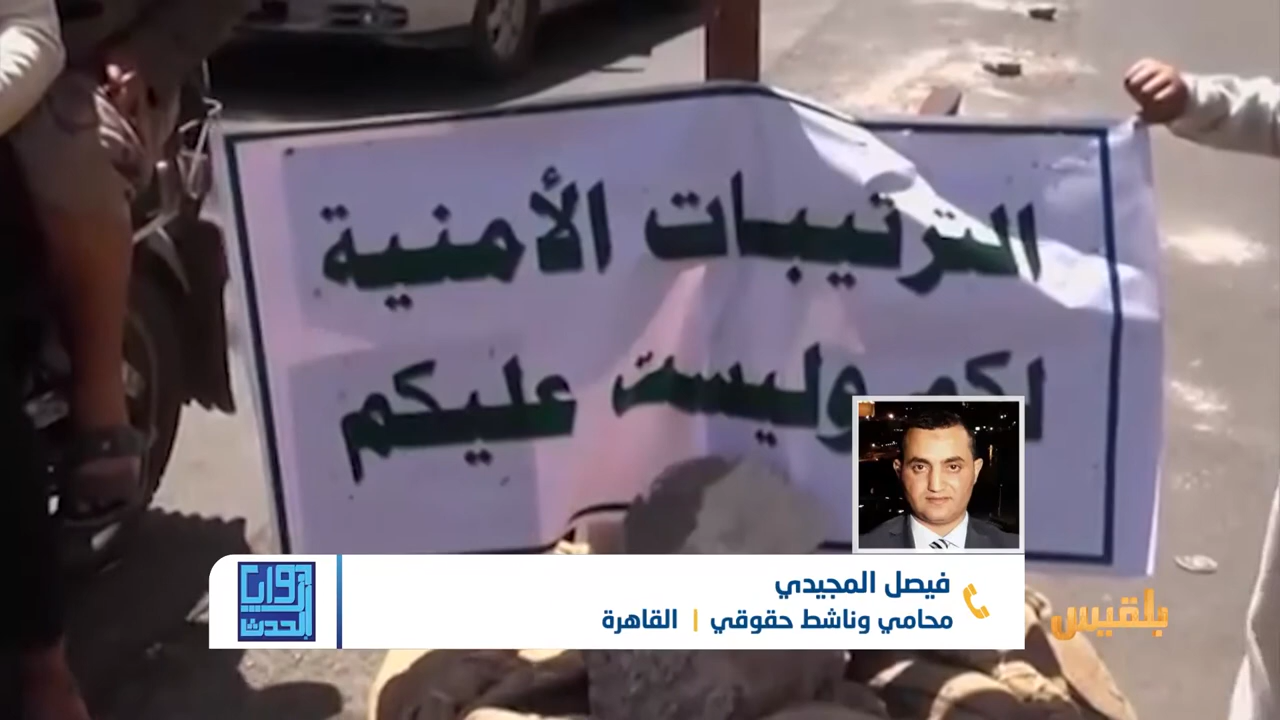 الترتيبات الأمنية
لكم وليست عليكم
فيصل المجيدي
محامي وناشط حقوقي | القاهرة
بلقيس
زوايا
الحدث